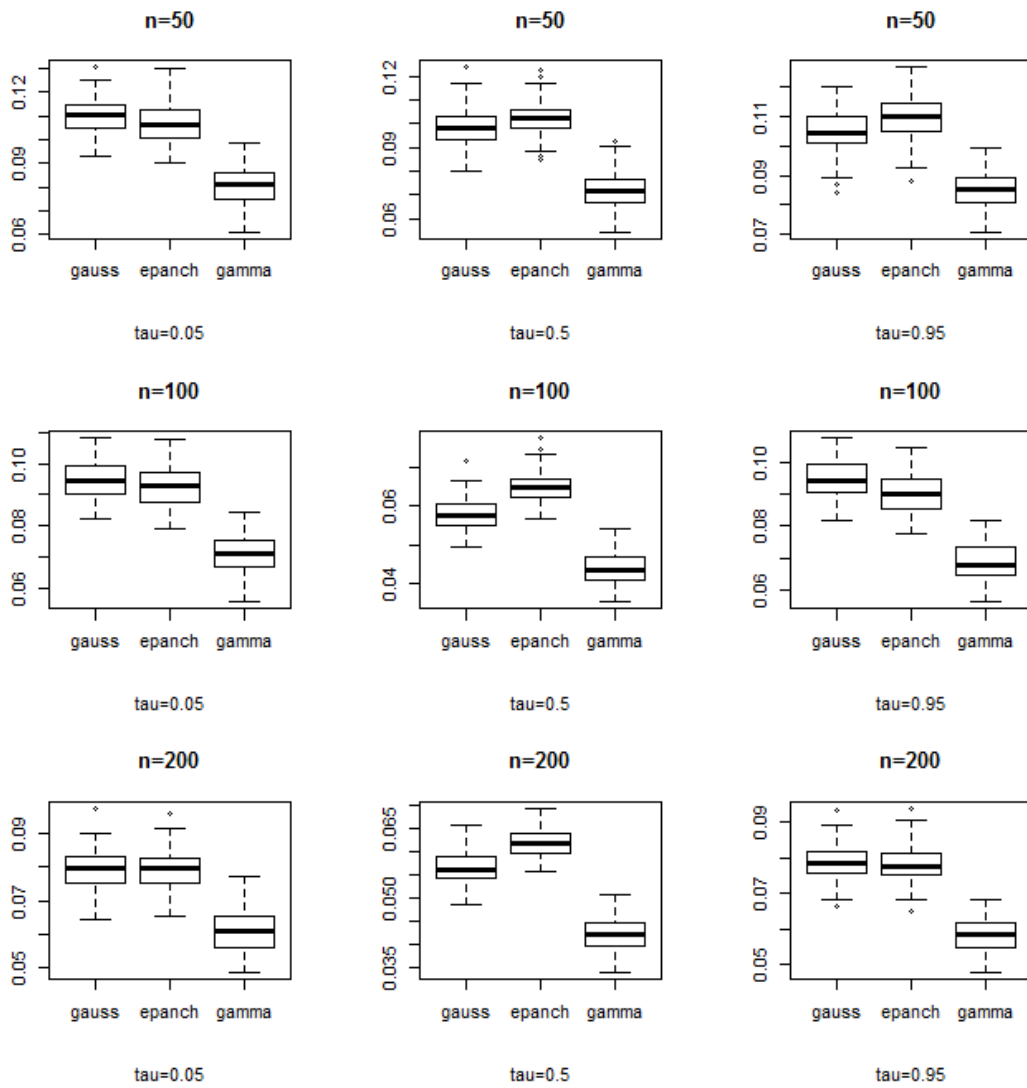 n=50 n=50 n=50
0.12 0.12 0.11
0.09 0.09 0.09
0.06 0.06 0.07
gauss epanch gamma gauss epanch gamma gauss epanch gamma
tau=0.05 tau=0.5 tau=0.95
n=100 n=100 n=100
0.10 0.06 0.10
0.08 0.04 0.08
0.06 0.06
gauss epanch gamma gauss epanch gamma gauss epanch gamma
tau=0.05 tau=0.5 tau=0.95
n=200 n=200 n=200
0.09 0.065 0.09
0.07 0.050 0.07
0.05 0.035 0.05
gauss epanch gamma gauss epanch gamma gauss epanch gamma
tau=0.05 tau=0.5 tau=0.95